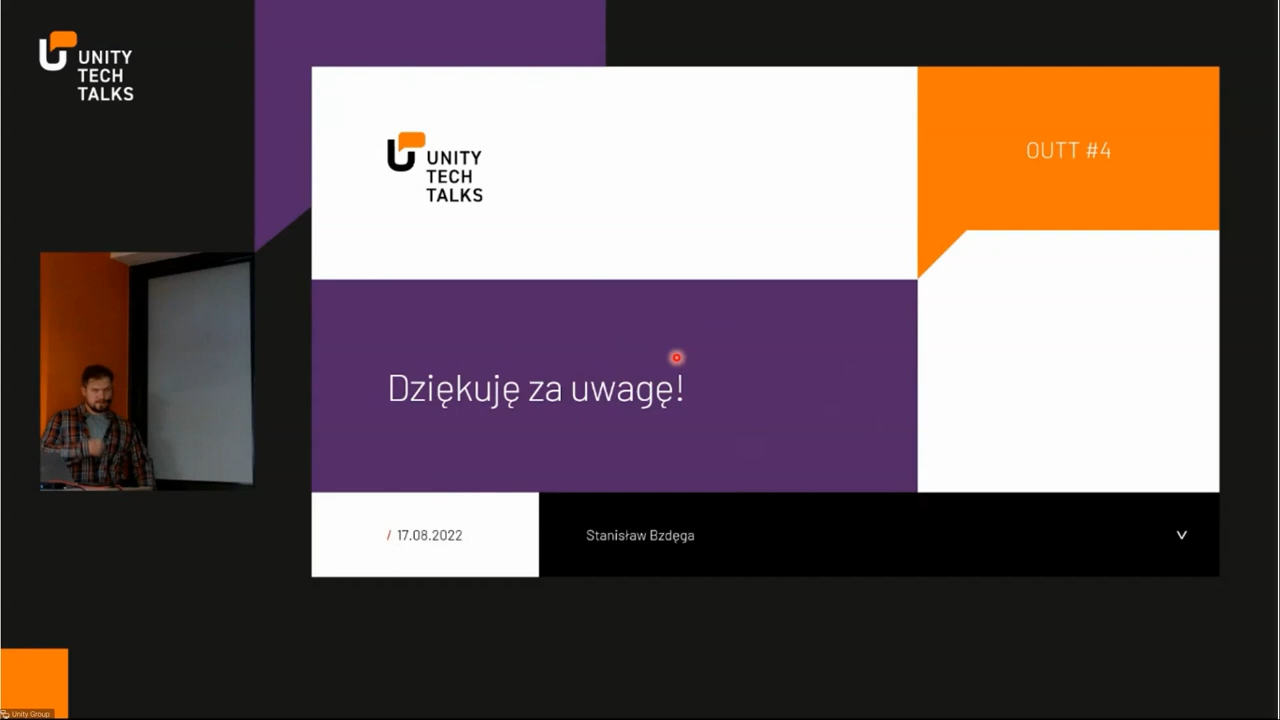 UNITY
TECH
TALKS
UNITY
TECH
TALKS
OUTT #4
Dziękuję za uwagę!
/ 17.08.2022
Stanisław Bzdęga
Unity Group